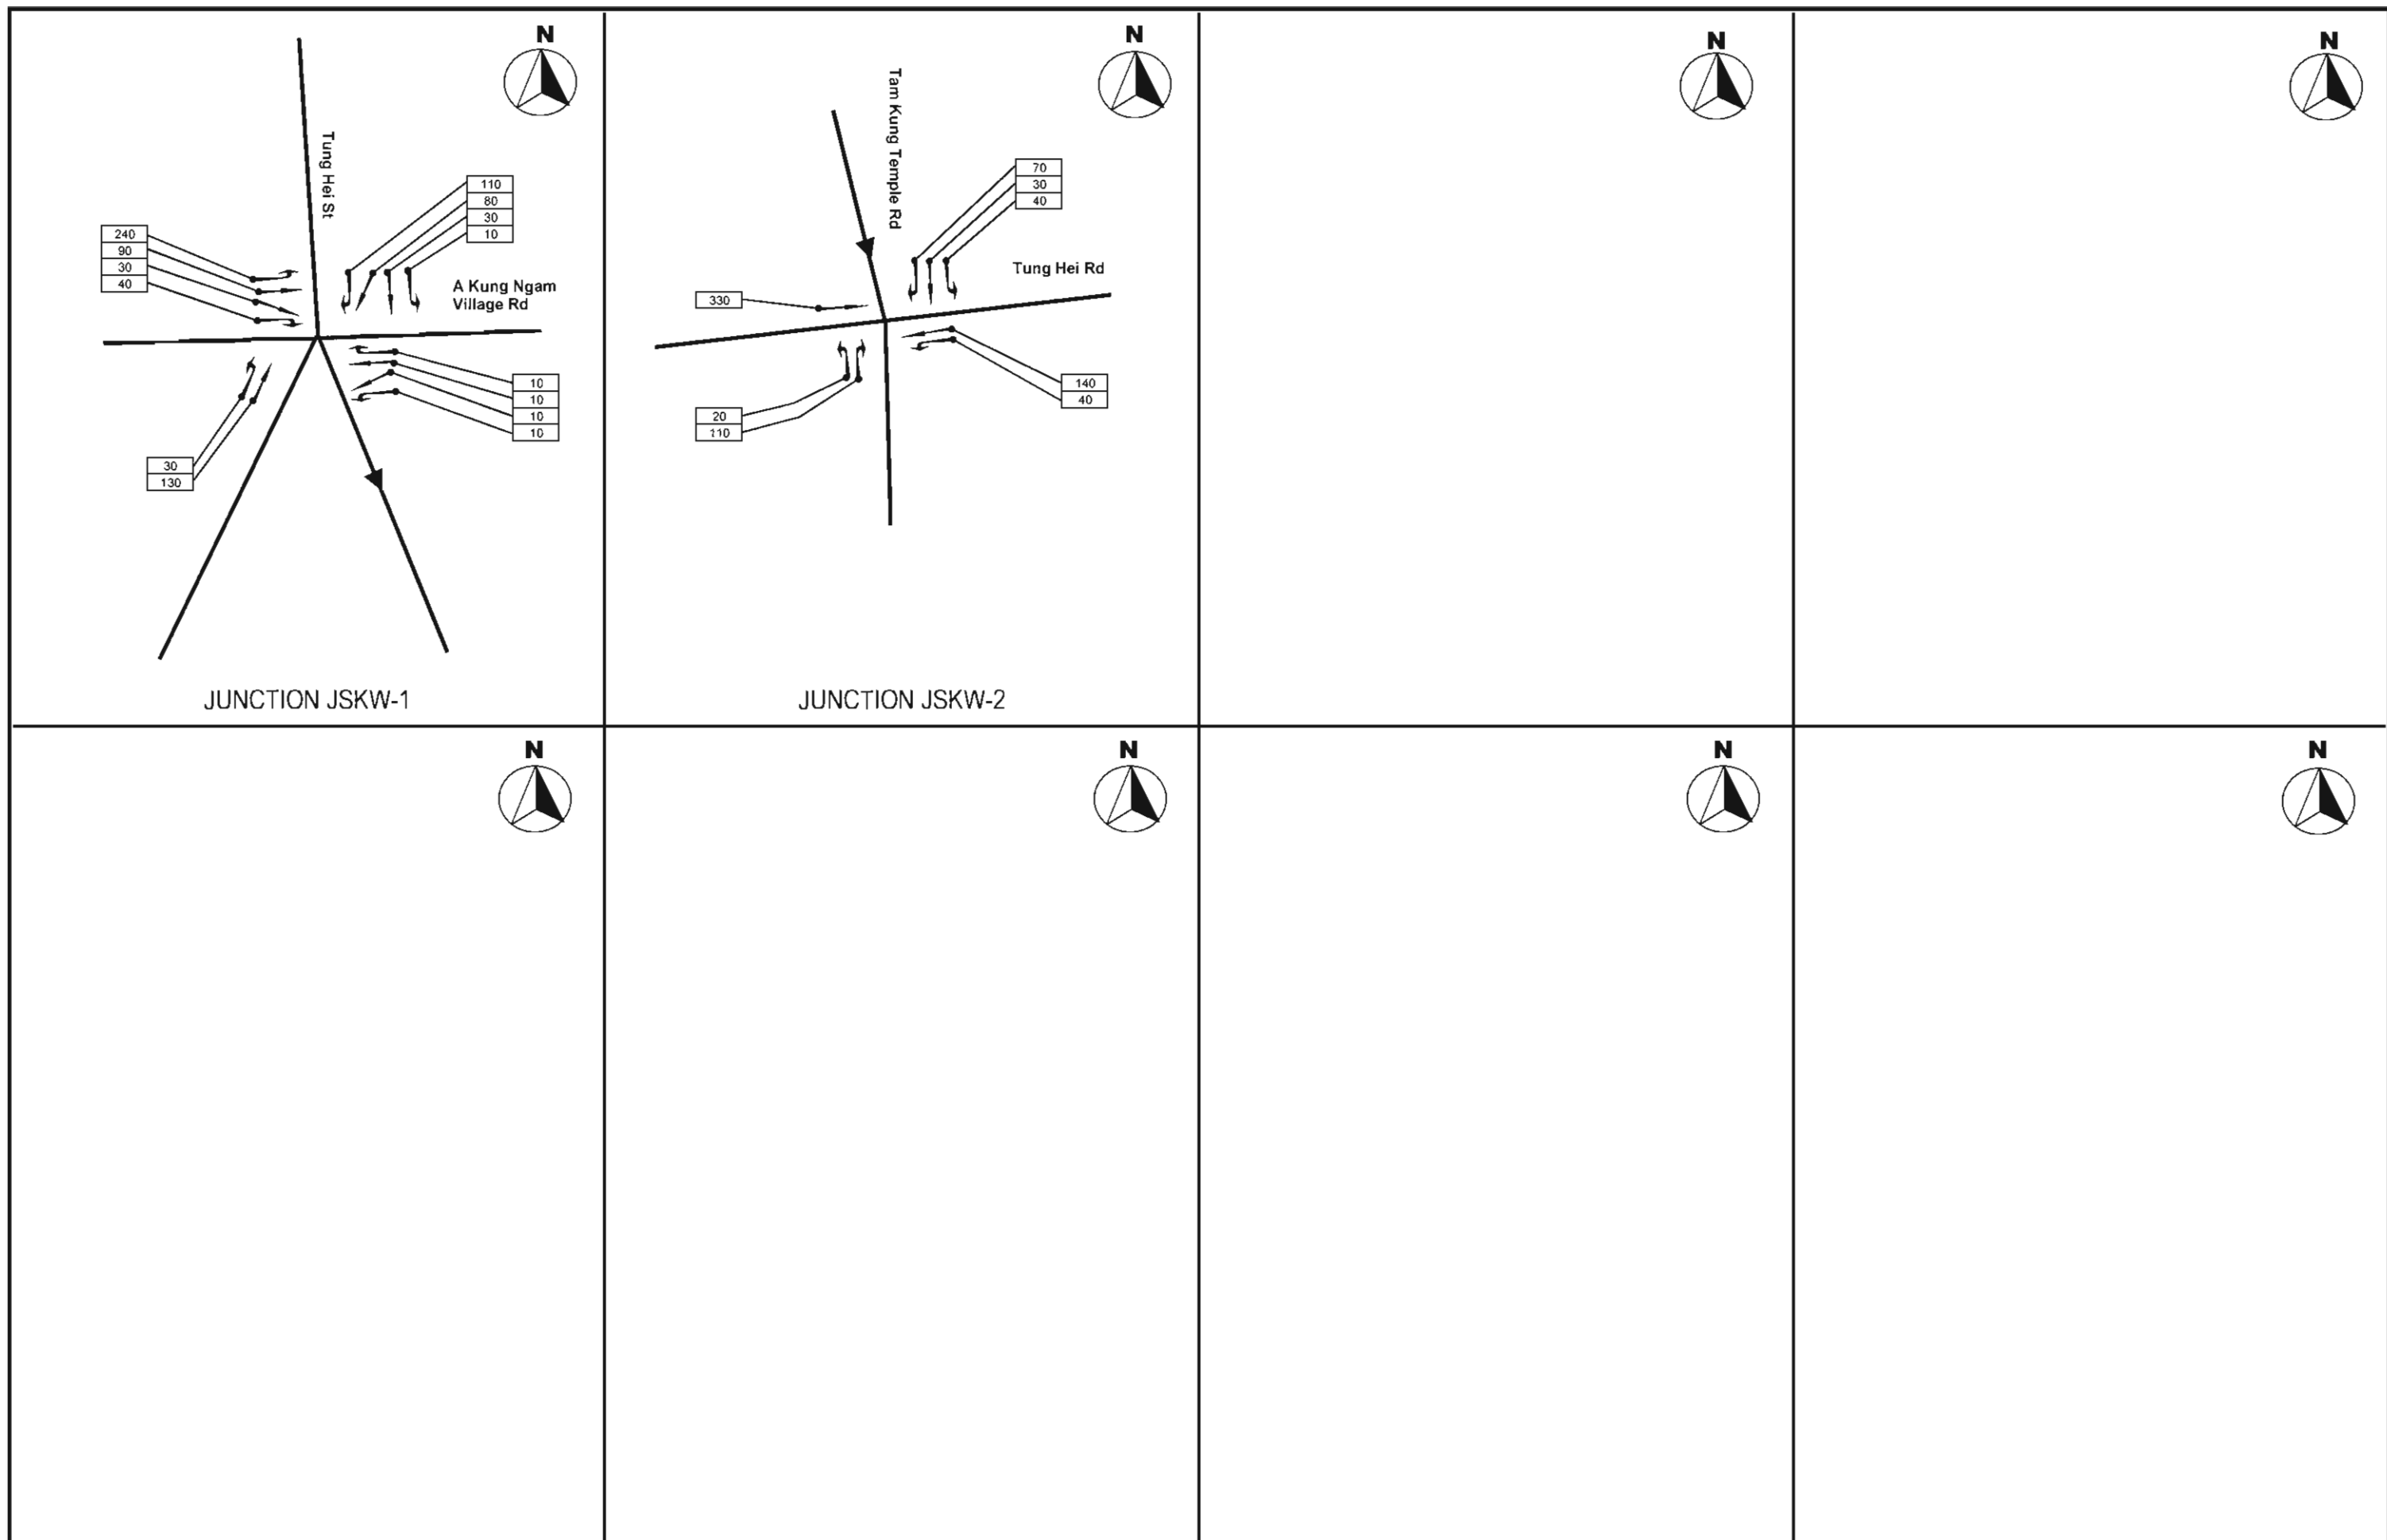 N
Tung Hei St
110
80
30
10
240
90
30
40
A Kung Ngam
Village Rd
10
10
10
10
30
130
JUNCTION JSKW-1
N
Tam Kung Temple Rd
70
30
40
Tung Hei Rd
330
140
40
20
110
JUNCTION JSKW-2
N
N
N
N
N
N